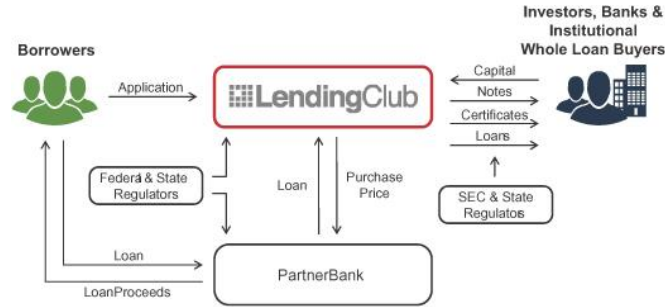 Borrowers
Investors, Banks &
Institutional
Whole Loan Buyers
Application
LendingClub
Capital
Notes
Certificates
Loans
Federal & State
Regulators
Loan
Purchase
Price
SEC & State
Regulators
Loan
LoanProceeds
PartnerBank